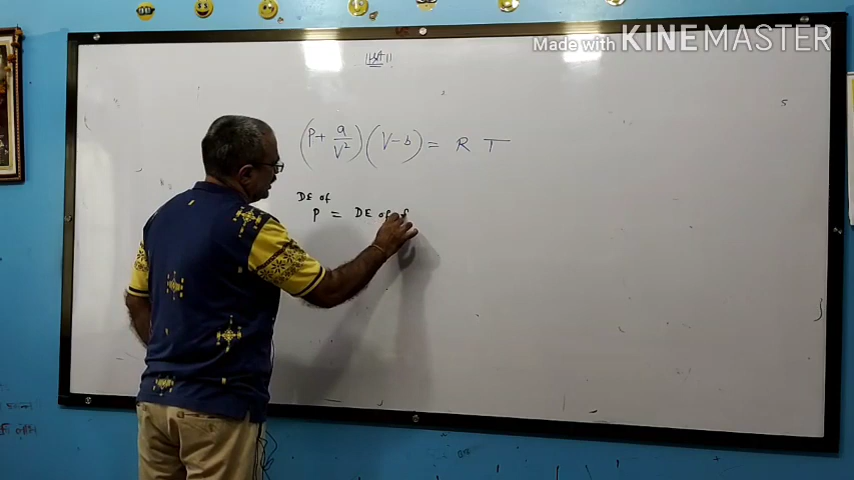 Made with KINEMASTER
(P + a/V²)(V − b) = R T
DE of
P = DE of